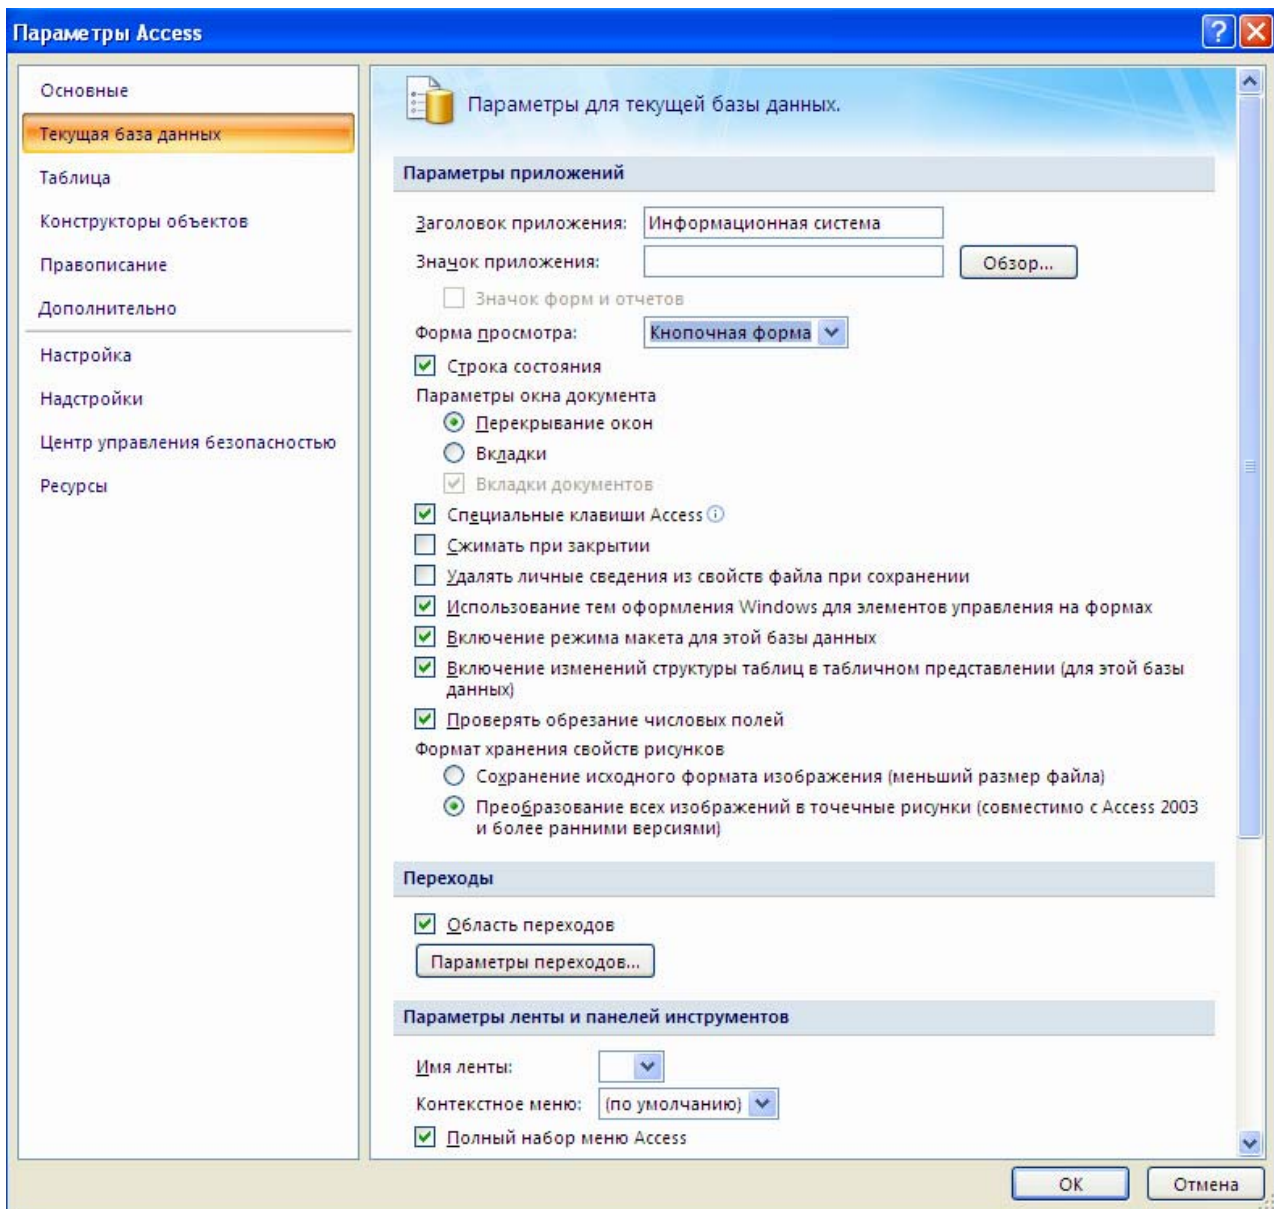 Параметры Access
Основные
Текущая база данных
Таблица
Конструкторы объектов
Правописание
Дополнительно
Настройка
Надстройки
Центр управления безопасностью
Ресурсы
Параметры для текущей базы данных.
Параметры приложений
Заголовок приложения: Информационная система
Значок приложения: Обзор...
Значок форм и отчетов
Форма просмотра: Кнопочная форма
Строка состояния
Параметры окна документа
Перекрывание окон
Вкладки
Вкладки документов
Специальные клавиши Access
Сжимать при закрытии
Удалять личные сведения из свойств файла при сохранении
Использование тем оформления Windows для элементов управления на формах
Включение режима макета для этой базы данных
Включение изменений структуры таблиц в табличном представлении (для этой базы
данных)
Проверять обрезание числовых полей
Формат хранения свойств рисунков
Сохранение исходного формата изображения (меньший размер файла)
Преобразование всех изображений в точечные рисунки (совместимо с Access 2003
и более ранними версиями)
Переходы
Область переходов
Параметры переходов...
Параметры ленты и панелей инструментов
Имя ленты:
Контекстное меню: (по умолчанию)
Полный набор меню Access
ОК Отмена